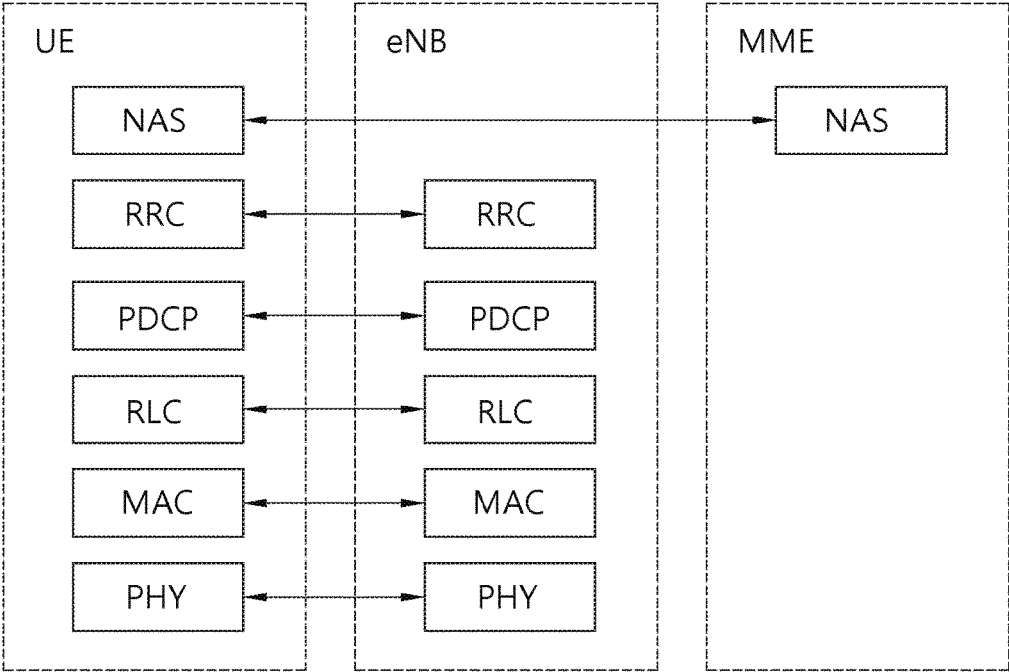 UE eNB MME
NAS NAS
RRC RRC
PDCP PDCP
RLC RLC
MAC MAC
PHY PHY